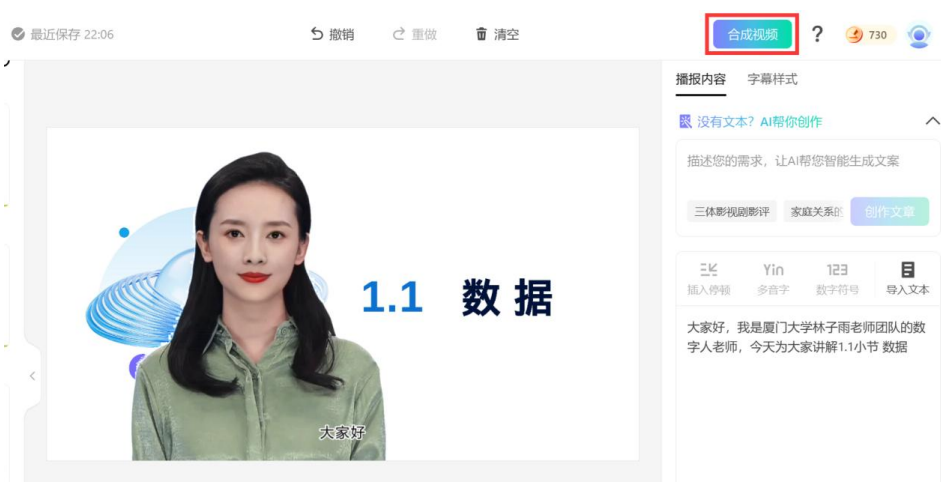 最近保存 22:06
撤销
重做
清空
合成视频
?
730
播报内容
字幕样式
没有文本？AI帮你创作
描述您的需求，让AI帮您智能生成文案
三体影视剧影评
家庭关系的
创作文章
Yin
123
插入停顿
多音字
数字符号
导入文本
大家好，我是厦门大学林子雨老师团队的数
字人老师，今天为大家讲解1.1小节 数据
1.1 数据
大家好